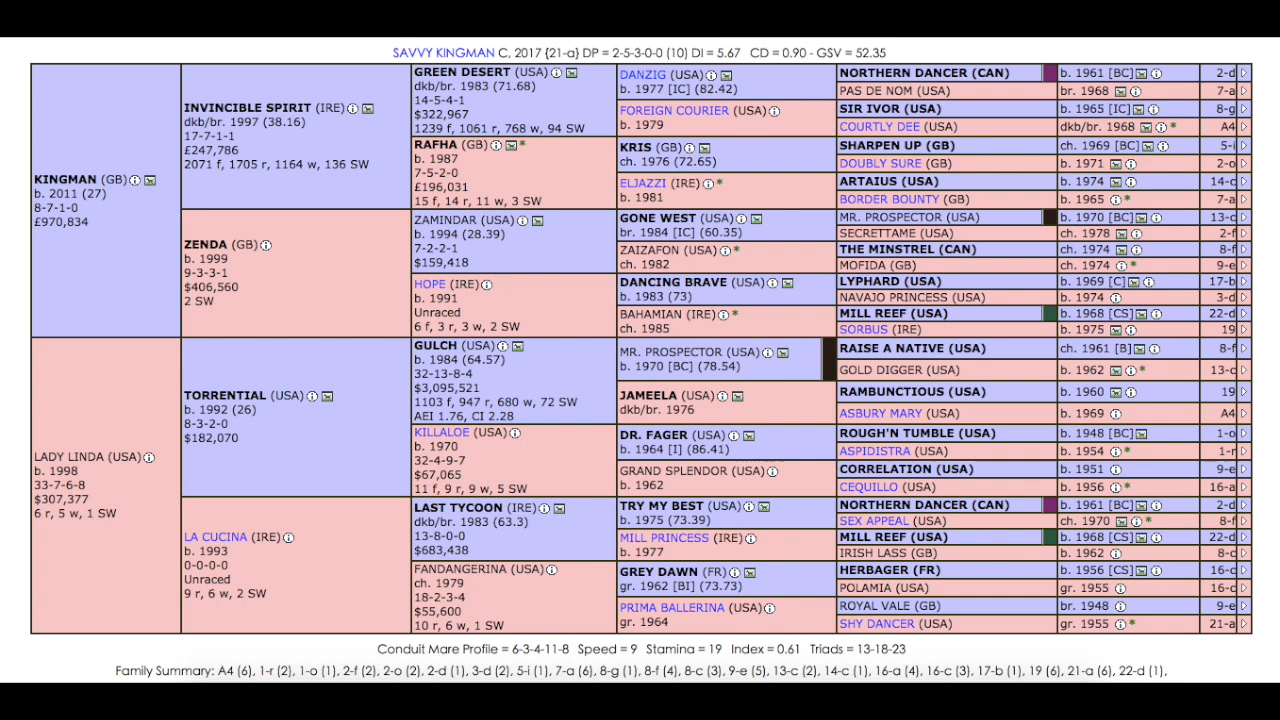 SAVVY KINGMAN C, 2017 {21-a} DP = 2-5-3-0-0 (10) DI = 5.67 CD = 0.90 - GSV = 52.35
KINGMAN (GB)
b. 2011 (27)
8-7-1-0
£970,834
LADY LINDA (USA)
b. 1998
33-7-6-8
$307,377
6 r, 5 w, 1 SW
INVINCIBLE SPIRIT (IRE)
dkb/br. 1997 (38.16)
17-7-1-1
£247,786
2071 f, 1705 r, 1164 w, 136 SW
ZENDA (GB)
b. 1999
9-3-3-1
$406,560
2 SW
TORRENTIAL (USA)
b. 1992 (26)
8-3-2-0
$182,070
LA CUCINA (IRE)
b. 1993
0-0-0-0
Unraced
9 r, 6 w, 2 SW
GREEN DESERT (USA)
dkb/br. 1983 (71.68)
14-5-4-1
$322,967
1239 f, 1061 r, 768 w, 94 SW
RAFHA (GB) *
b. 1987
7-5-2-0
£196,031
15 f, 14 r, 11 w, 3 SW
ZAMINDAR (USA)
b. 1994 (28.39)
7-2-2-1
$159,418
HOPE (IRE)
b. 1991
Unraced
6 f, 3 r, 3 w, 2 SW
GULCH (USA)
b. 1984 (64.57)
32-13-8-4
$3,095,521
1103 f, 947 r, 680 w, 72 SW
AEI 1.76, CI 2.28
KILLALOE (USA)
b. 1970
32-4-9-7
$67,065
11 f, 9 r, 9 w, 5 SW
LAST TYCOON (IRE)
dkb/br. 1983 (63.3)
13-8-0-0
$683,438
FANDANGERINA (USA)
ch. 1979
18-2-3-4
$55,600
10 r, 6 w, 1 SW
DANZIG (USA)
b. 1977 [IC] (82.42)
FOREIGN COURIER (USA)
b. 1979
KRIS (GB)
ch. 1976 (72.65)
ELJAZZI (IRE) *
b. 1981
GONE WEST (USA)
br. 1984 [IC] (60.35)
ZAIZAFON (USA) *
ch. 1982
DANCING BRAVE (USA)
b. 1983 (73)
BAHAMIAN (IRE) *
ch. 1985
MR. PROSPECTOR (USA)
b. 1970 [BC] (78.54)
JAMEELA (USA)
dkb/br. 1976
DR. FAGER (USA)
b. 1964 [I] (86.41)
GRAND SPLENDOR (USA)
b. 1962
TRY MY BEST (USA)
b. 1975 (73.39)
MILL PRINCESS (IRE)
b. 1977
GREY DAWN (FR)
gr. 1962 [BI] (73.73)
PRIMA BALLERINA (USA)
gr. 1964
NORTHERN DANCER (CAN) b. 1961 [BC] 2-d
PAS DE NOM (USA) br. 1968 7-a
SIR IVOR (USA) b. 1965 [IC] 8-g
COURTLY DEE (USA) dkb/br. 1968 * A4
SHARPEN UP (GB) ch. 1969 [BC] 5-i
DOUBLY SURE (GB) b. 1971 2-o
ARTAIUS (USA) b. 1974 14-c
BORDER BOUNTY (GB) b. 1965 * 7-a
MR. PROSPECTOR (USA) b. 1970 [BC] 13-c
SECRETTAME (USA) ch. 1978 2-f
THE MINSTREL (CAN) ch. 1974 8-f
MOFIDA (GB) ch. 1974 * 9-e
LYPHARD (USA) b. 1969 [C] 17-b
NAVAJO PRINCESS (USA) b. 1974 3-d
MILL REEF (USA) b. 1968 [CS] 22-d
SORBUS (IRE) b. 1975 19
RAISE A NATIVE (USA) ch. 1961 [B] 8-f
GOLD DIGGER (USA) b. 1962 * 13-c
RAMBUNCTIOUS (USA) b. 1960 19
ASBURY MARY (USA) b. 1969 A4
ROUGH'N TUMBLE (USA) b. 1948 [BC] 1-o
ASPIDISTRA (USA) b. 1954 * 1-r
CORRELATION (USA) b. 1951 9-e
CEQUILLO (USA) b. 1956 * 16-a
NORTHERN DANCER (CAN) b. 1961 [BC] 2-d
SEX APPEAL (USA) ch. 1970 * 8-f
MILL REEF (USA) b. 1968 [CS] 22-d
IRISH LASS (GB) b. 1962 8-c
HERBAGER (FR) b. 1956 [CS] 16-c
POLAMIA (USA) gr. 1955 16-c
ROYAL VALE (GB) br. 1948 9-e
SHY DANCER (USA) gr. 1955 * 21-a
Conduit Mare Profile = 6-3-4-11-8 Speed = 9 Stamina = 19 Index = 0.61 Triads = 13-18-23
Family Summary: A4 (6), 1-r (2), 1-o (1), 2-f (2), 2-o (2), 2-d (1), 3-d (2), 5-i (1), 7-a (6), 8-g (1), 8-f (4), 8-c (3), 9-e (5), 13-c (2), 14-c (1), 16-a (4), 16-c (3), 17-b (1), 19 (6), 21-a (6), 22-d (1),